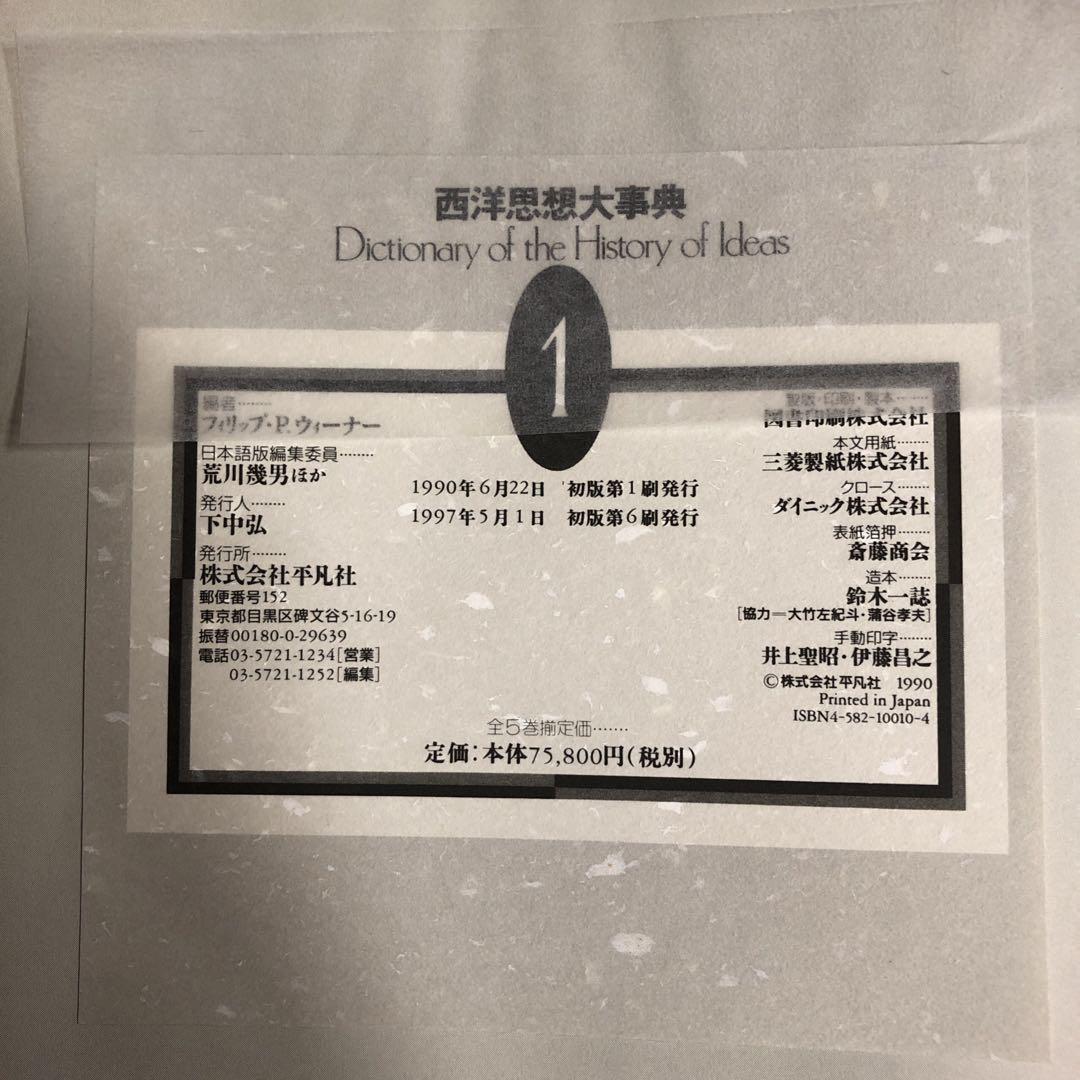 西洋思想大事典
Dictionary of the History of Ideas
1
編者………
フィリップ・P.ウィーナー
日本語版編集委員………
荒川幾男ほか
発行人………
下中弘
発行所………
株式会社平凡社
郵便番号152
東京都目黒区碑文谷5-16-19
振替00180-0-29639
電話03-5721-1234[営業]
03-5721-1252[編集]
1990年6月22日 初版第1刷発行
1997年5月1日 初版第6刷発行
製版・印刷・製本………
図書印刷株式会社
本文用紙………
三菱製紙株式会社
クロース………
ダイニック株式会社
表紙箔押………
斎藤商会
造本………
鈴木一誌
[協力＝大竹左紀斗・蒲谷孝夫]
手動印字………
井上聖昭・伊藤昌之
©株式会社平凡社 1990
Printed in Japan
ISBN4-582-10010-4
全5巻揃定価………
定価：本体75,800円(税別)